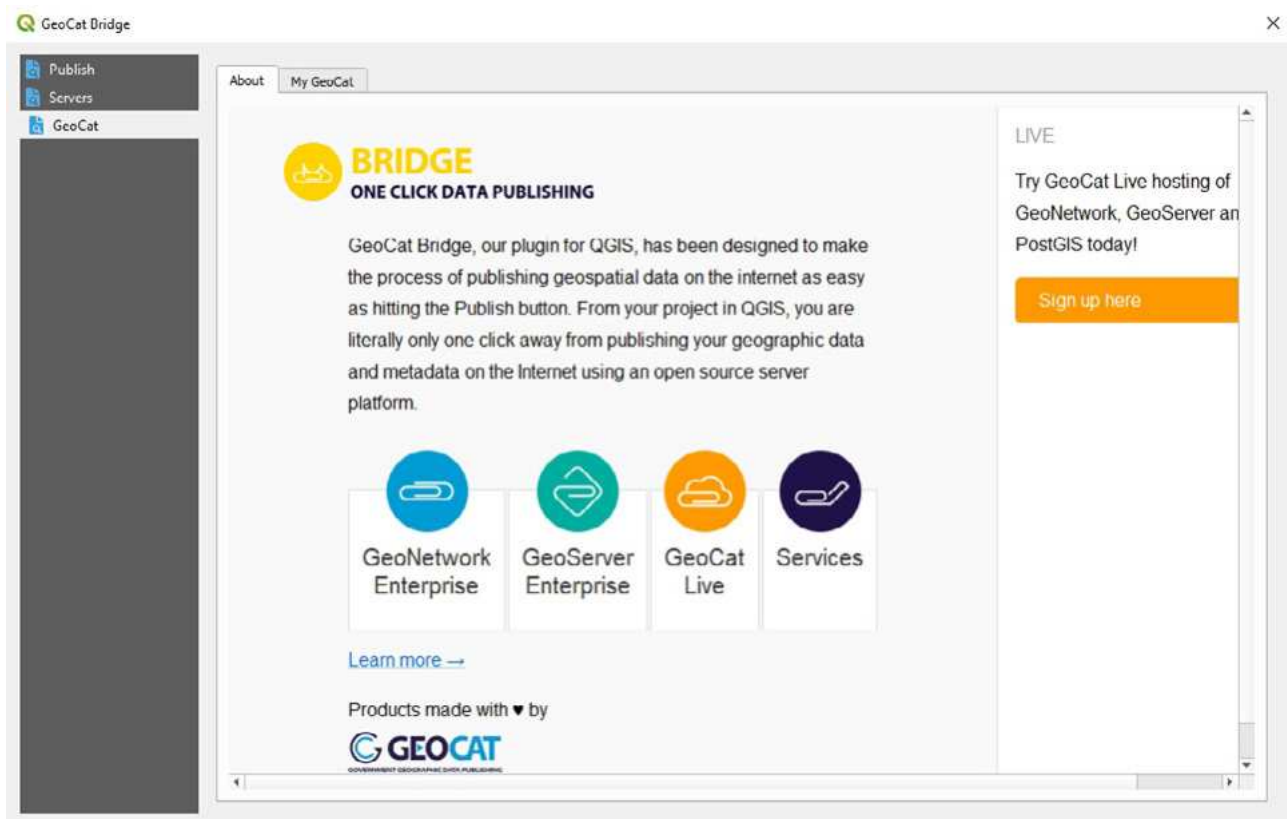 GeoCat Bridge
Publish
Servers
GeoCat
About
My GeoCat
BRIDGE
ONE CLICK DATA PUBLISHING
GeoCat Bridge, our plugin for QGIS, has been designed to make
the process of publishing geospatial data on the internet as easy
as hitting the Publish button. From your project in QGIS, you are
literally only one click away from publishing your geographic data
and metadata on the Internet using an open source server
platform.
GeoNetwork
Enterprise
GeoServer
Enterprise
GeoCat
Live
Services
Learn more →
Products made with ♥ by
GEOCAT
GOVERNMENT GEOGRAPHIC DATA PUBLISHING
LIVE
Try GeoCat Live hosting of
GeoNetwork, GeoServer an
PostGIS today!
Sign up here